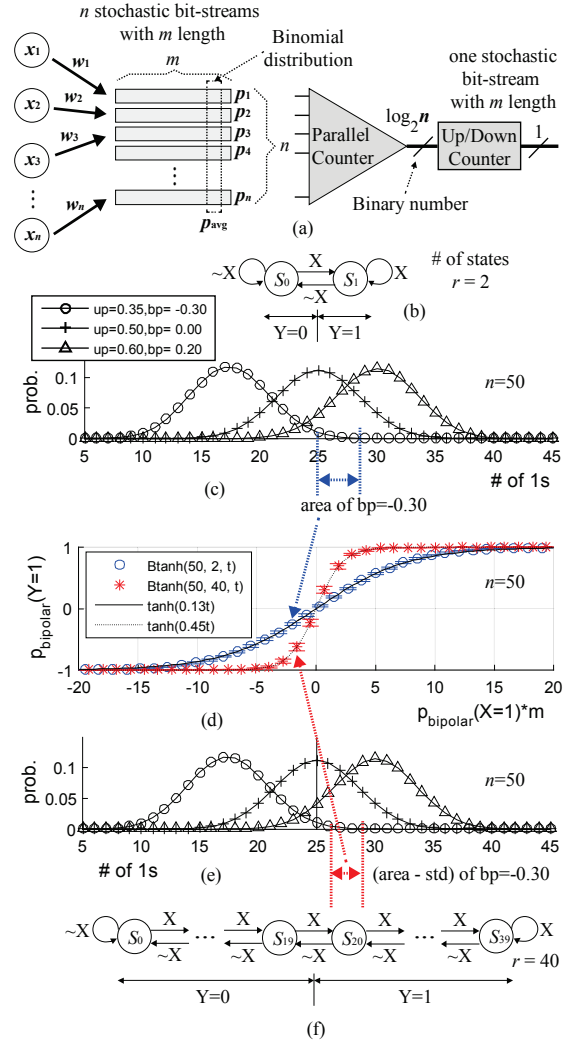 n stochastic bit-streams
with m length
Binomial
distribution
one stochastic
bit-stream
with m length
x1
x2
x3
⋮
xn
w1
w2
w3
wn
m
p1
p2
p3
p4
⋮
pn
pavg
n
Parallel
Counter
log2n
Up/Down
Counter
1
Binary number
(a)
~X
S0
X
~X
S1
X
# of states
r = 2
(b)
Y=0
Y=1
up=0.35,bp= -0.30
up=0.50,bp= 0.00
up=0.60,bp= 0.20
prob.
0.1
0.05
0
n=50
5 10 15 20 25 30 35 40 45
# of 1s
(c)
area of bp=-0.30
pbipolar(Y=1)
1
0
-1
Btanh(50, 2, t)
Btanh(50, 40, t)
tanh(0.13t)
tanh(0.45t)
n=50
-20 -15 -10 -5 0 5 10 15 20
pbipolar(X=1)*m
(d)
prob.
0.1
0.05
0
n=50
5 10 15 20 25 30 35 40 45
# of 1s
(e)
(area - std) of bp=-0.30
~X
S0
X
~X
...
X
~X
S19
X
~X
S20
X
~X
...
X
~X
S39
X
r = 40
Y=0
Y=1
(f)